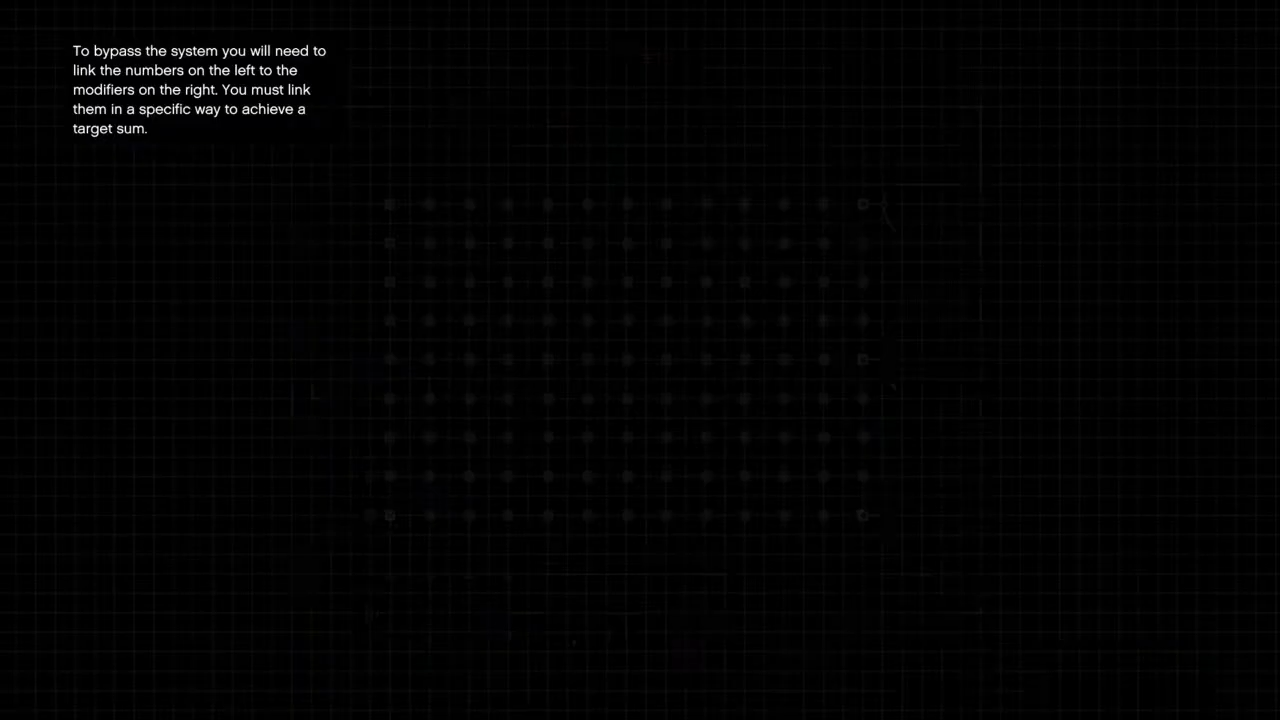 To bypass the system you will need to
link the numbers on the left to the
modifiers on the right. You must link
them in a specific way to achieve a
target sum.